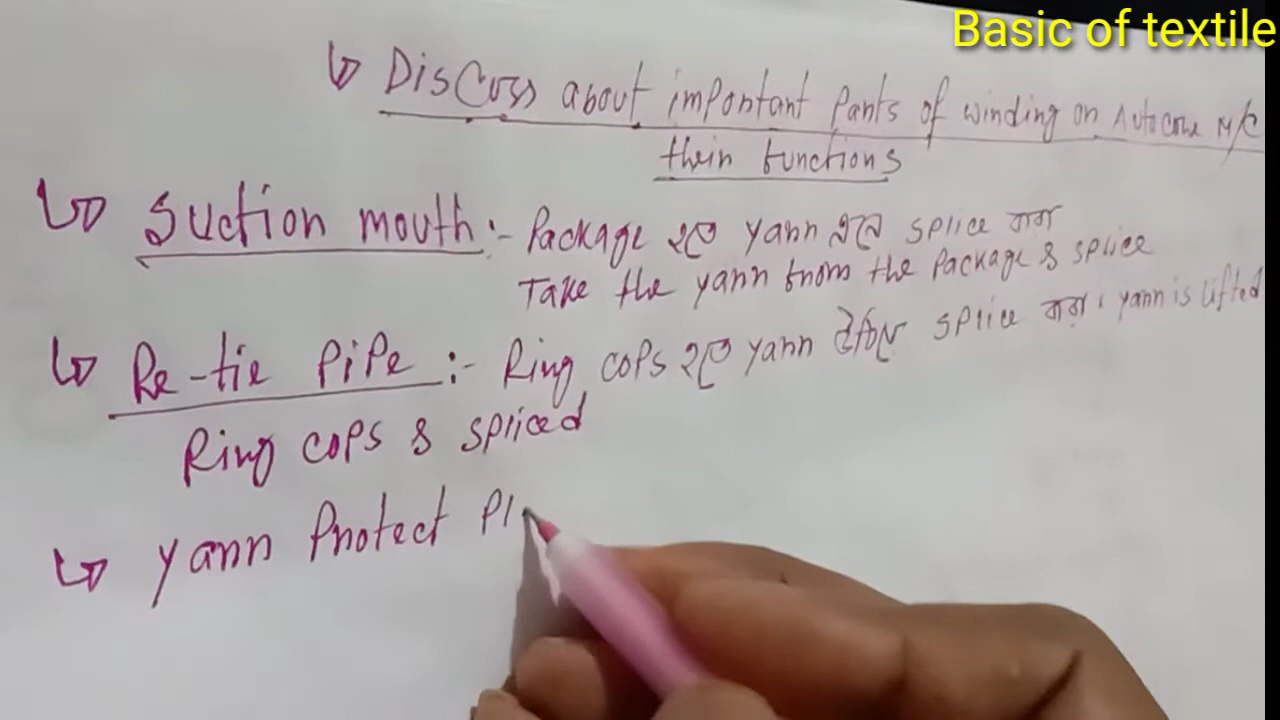 Basic of textile
Discuss about important parts of winding on Autocone M/C
their functions
Suction mouth :- Package হতে yarn এনে splice করা
Take the yarn from the Package & splice
Re-tie PiPe :- Ring coPs হতে yarn টেনে splice করা। yarn is lifted
Ring coPs & spliced
yarn Protect Pl